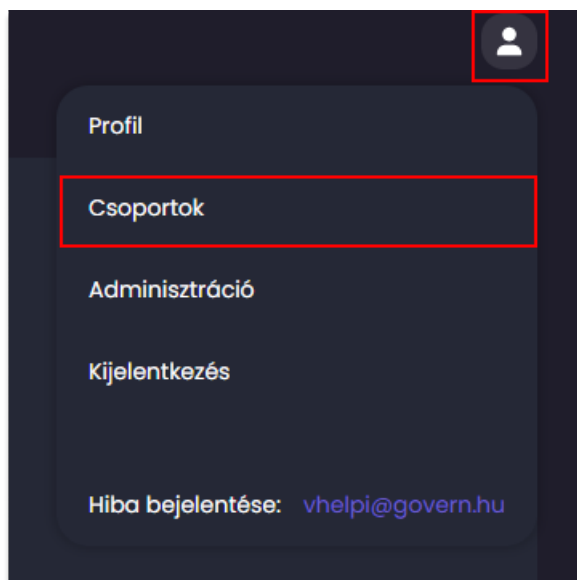 Profil
Csoportok
Adminisztráció
Kijelentkezés
Hiba bejelentése: vhelpi@govern.hu